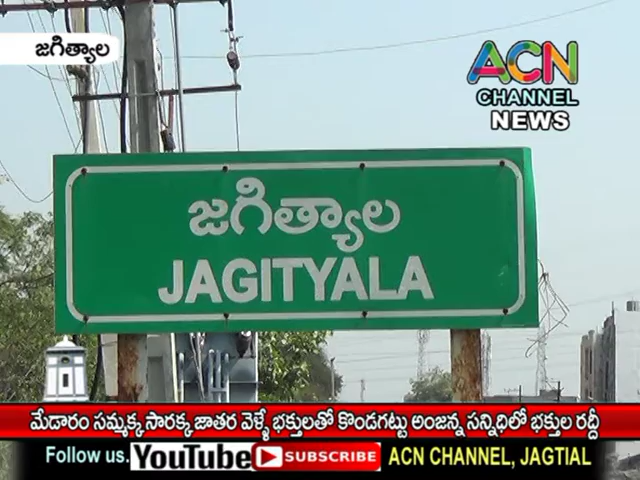 జగిత్యాల
ACN
CHANNEL
NEWS
జగిత్యాల
JAGITYALA
మేడారం సమ్మక్క సారక్క జాతర వెళ్ళే భక్తులతో కొండగట్టు అంజన్న సన్నిధిలో భక్తుల రద్దీ
Follow us. YouTube SUBSCRIBE ACN CHANNEL, JAGTIAL